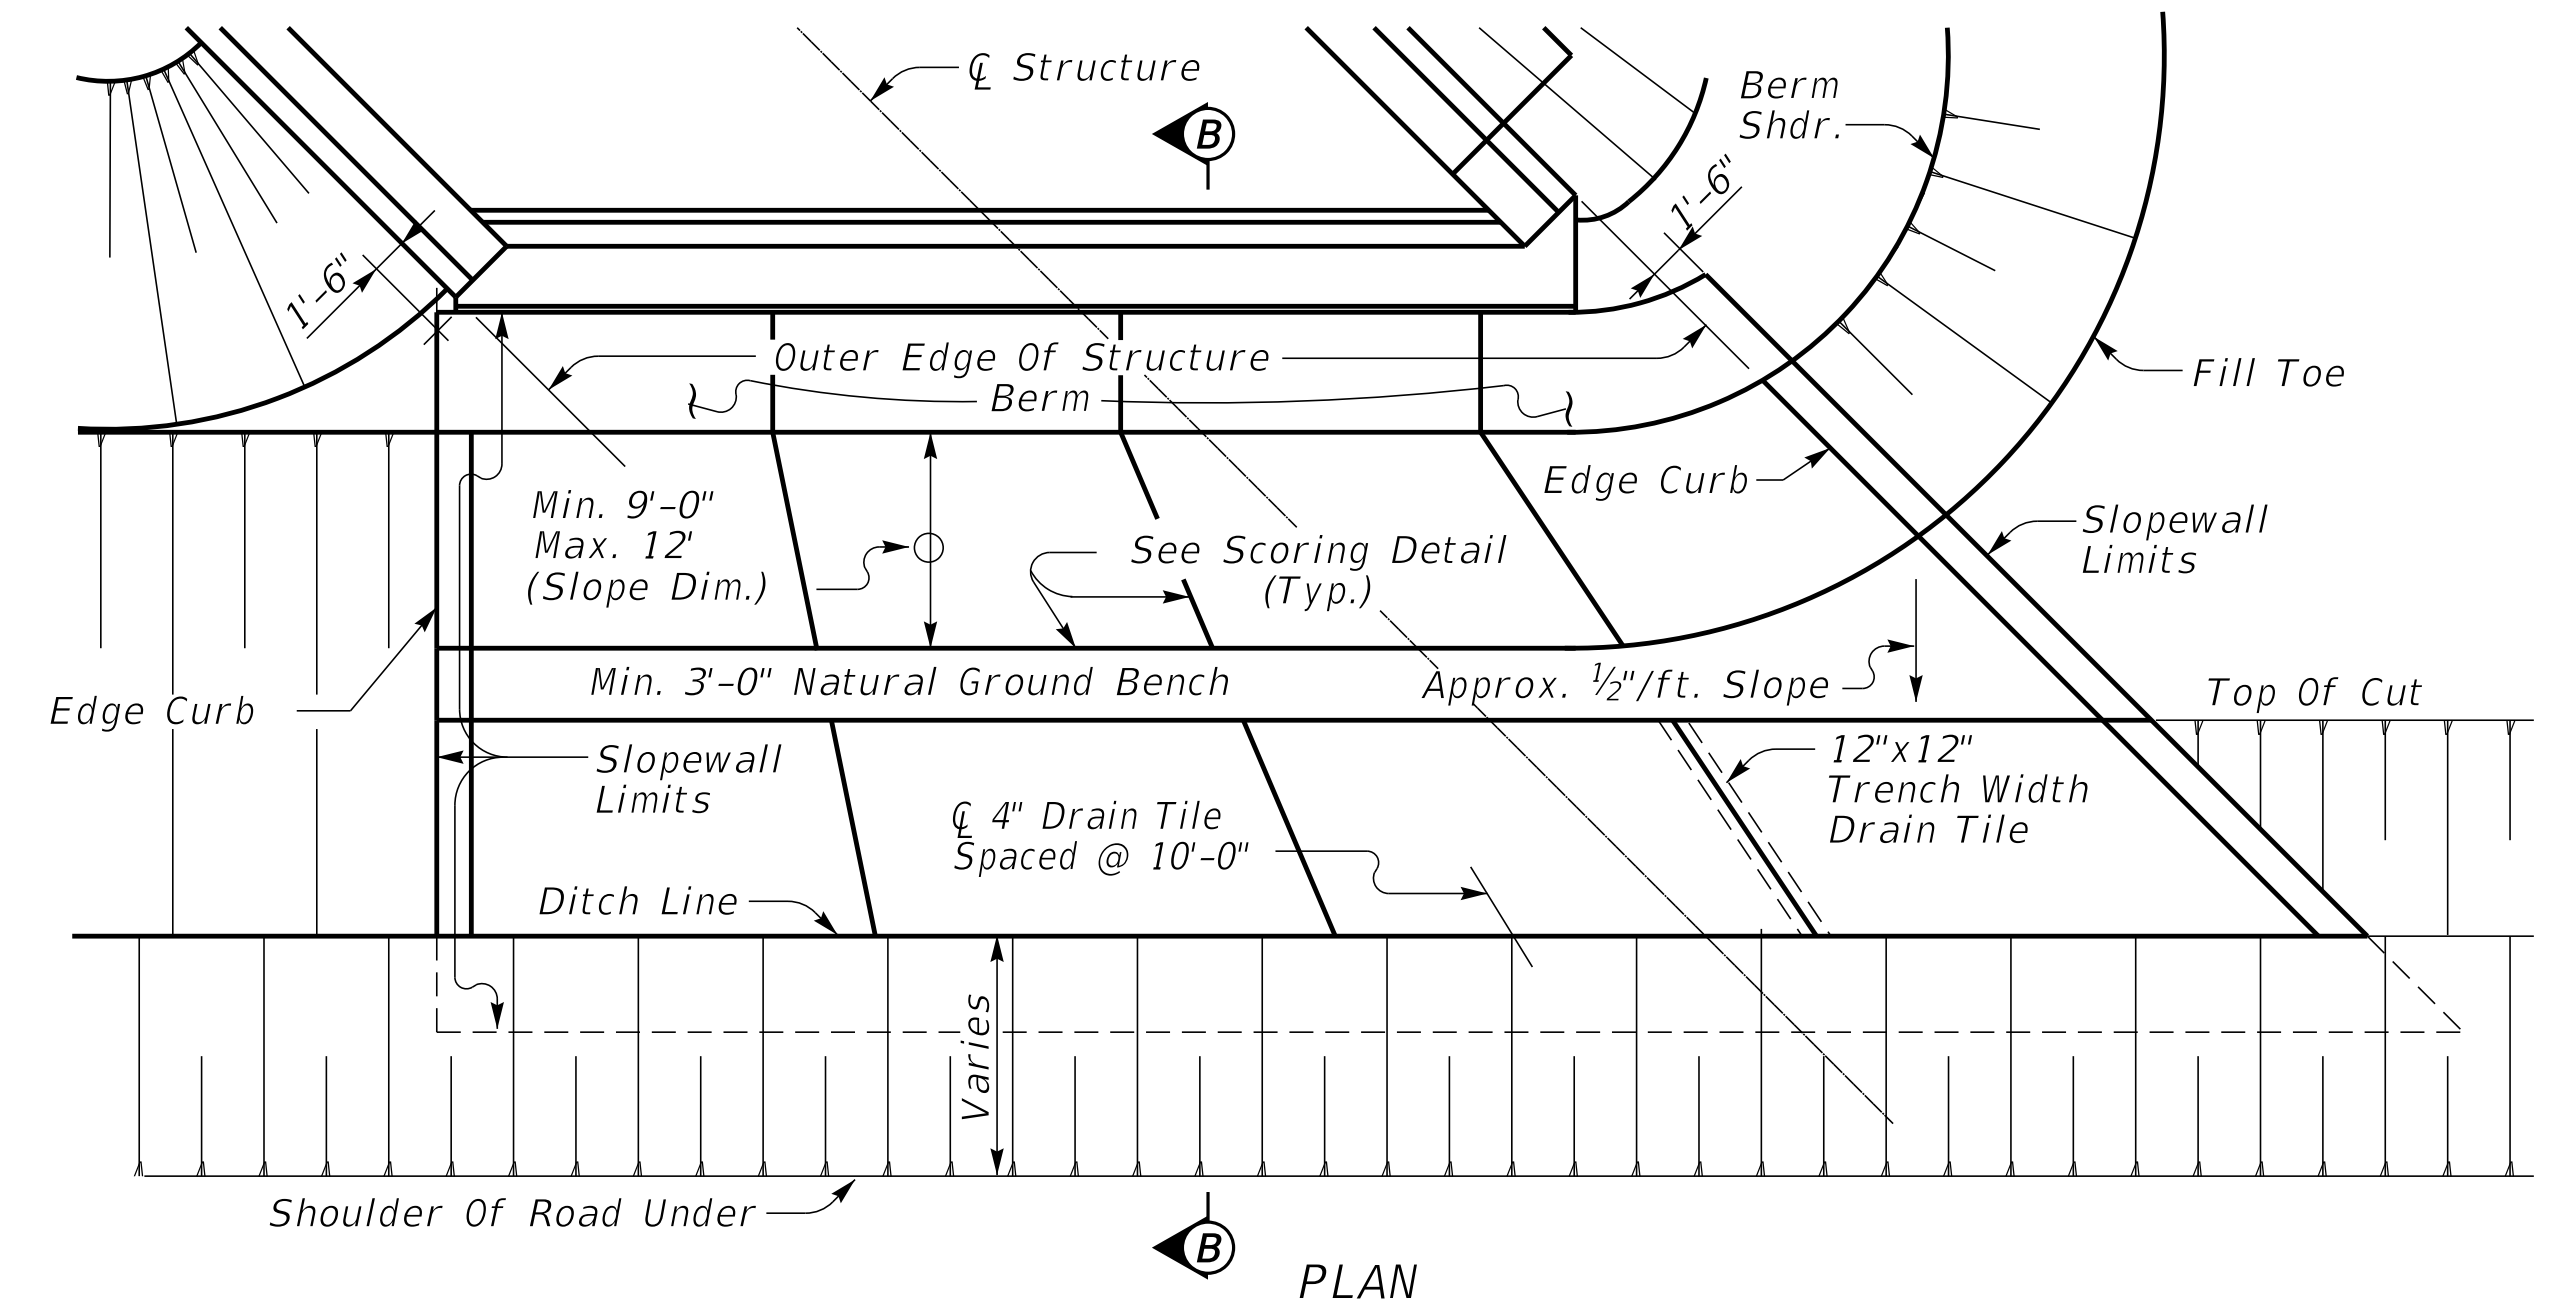 ℄ Structure
B
Berm
Shdr.
1'-6"
1'-6"
Outer Edge Of Structure
Berm
Fill Toe
Edge Curb
Min. 9'-0"
Max. 12'
(Slope Dim.)
See Scoring Detail
(Typ.)
Slopewall
Limits
Min. 3'-0" Natural Ground Bench
Approx. ½"/ft. Slope
Top Of Cut
Edge Curb
Slopewall
Limits
12"x12"
Trench Width
Drain Tile
℄ 4" Drain Tile
Spaced @ 10'-0"
Ditch Line
Varies
Shoulder Of Road Under
B
PLAN